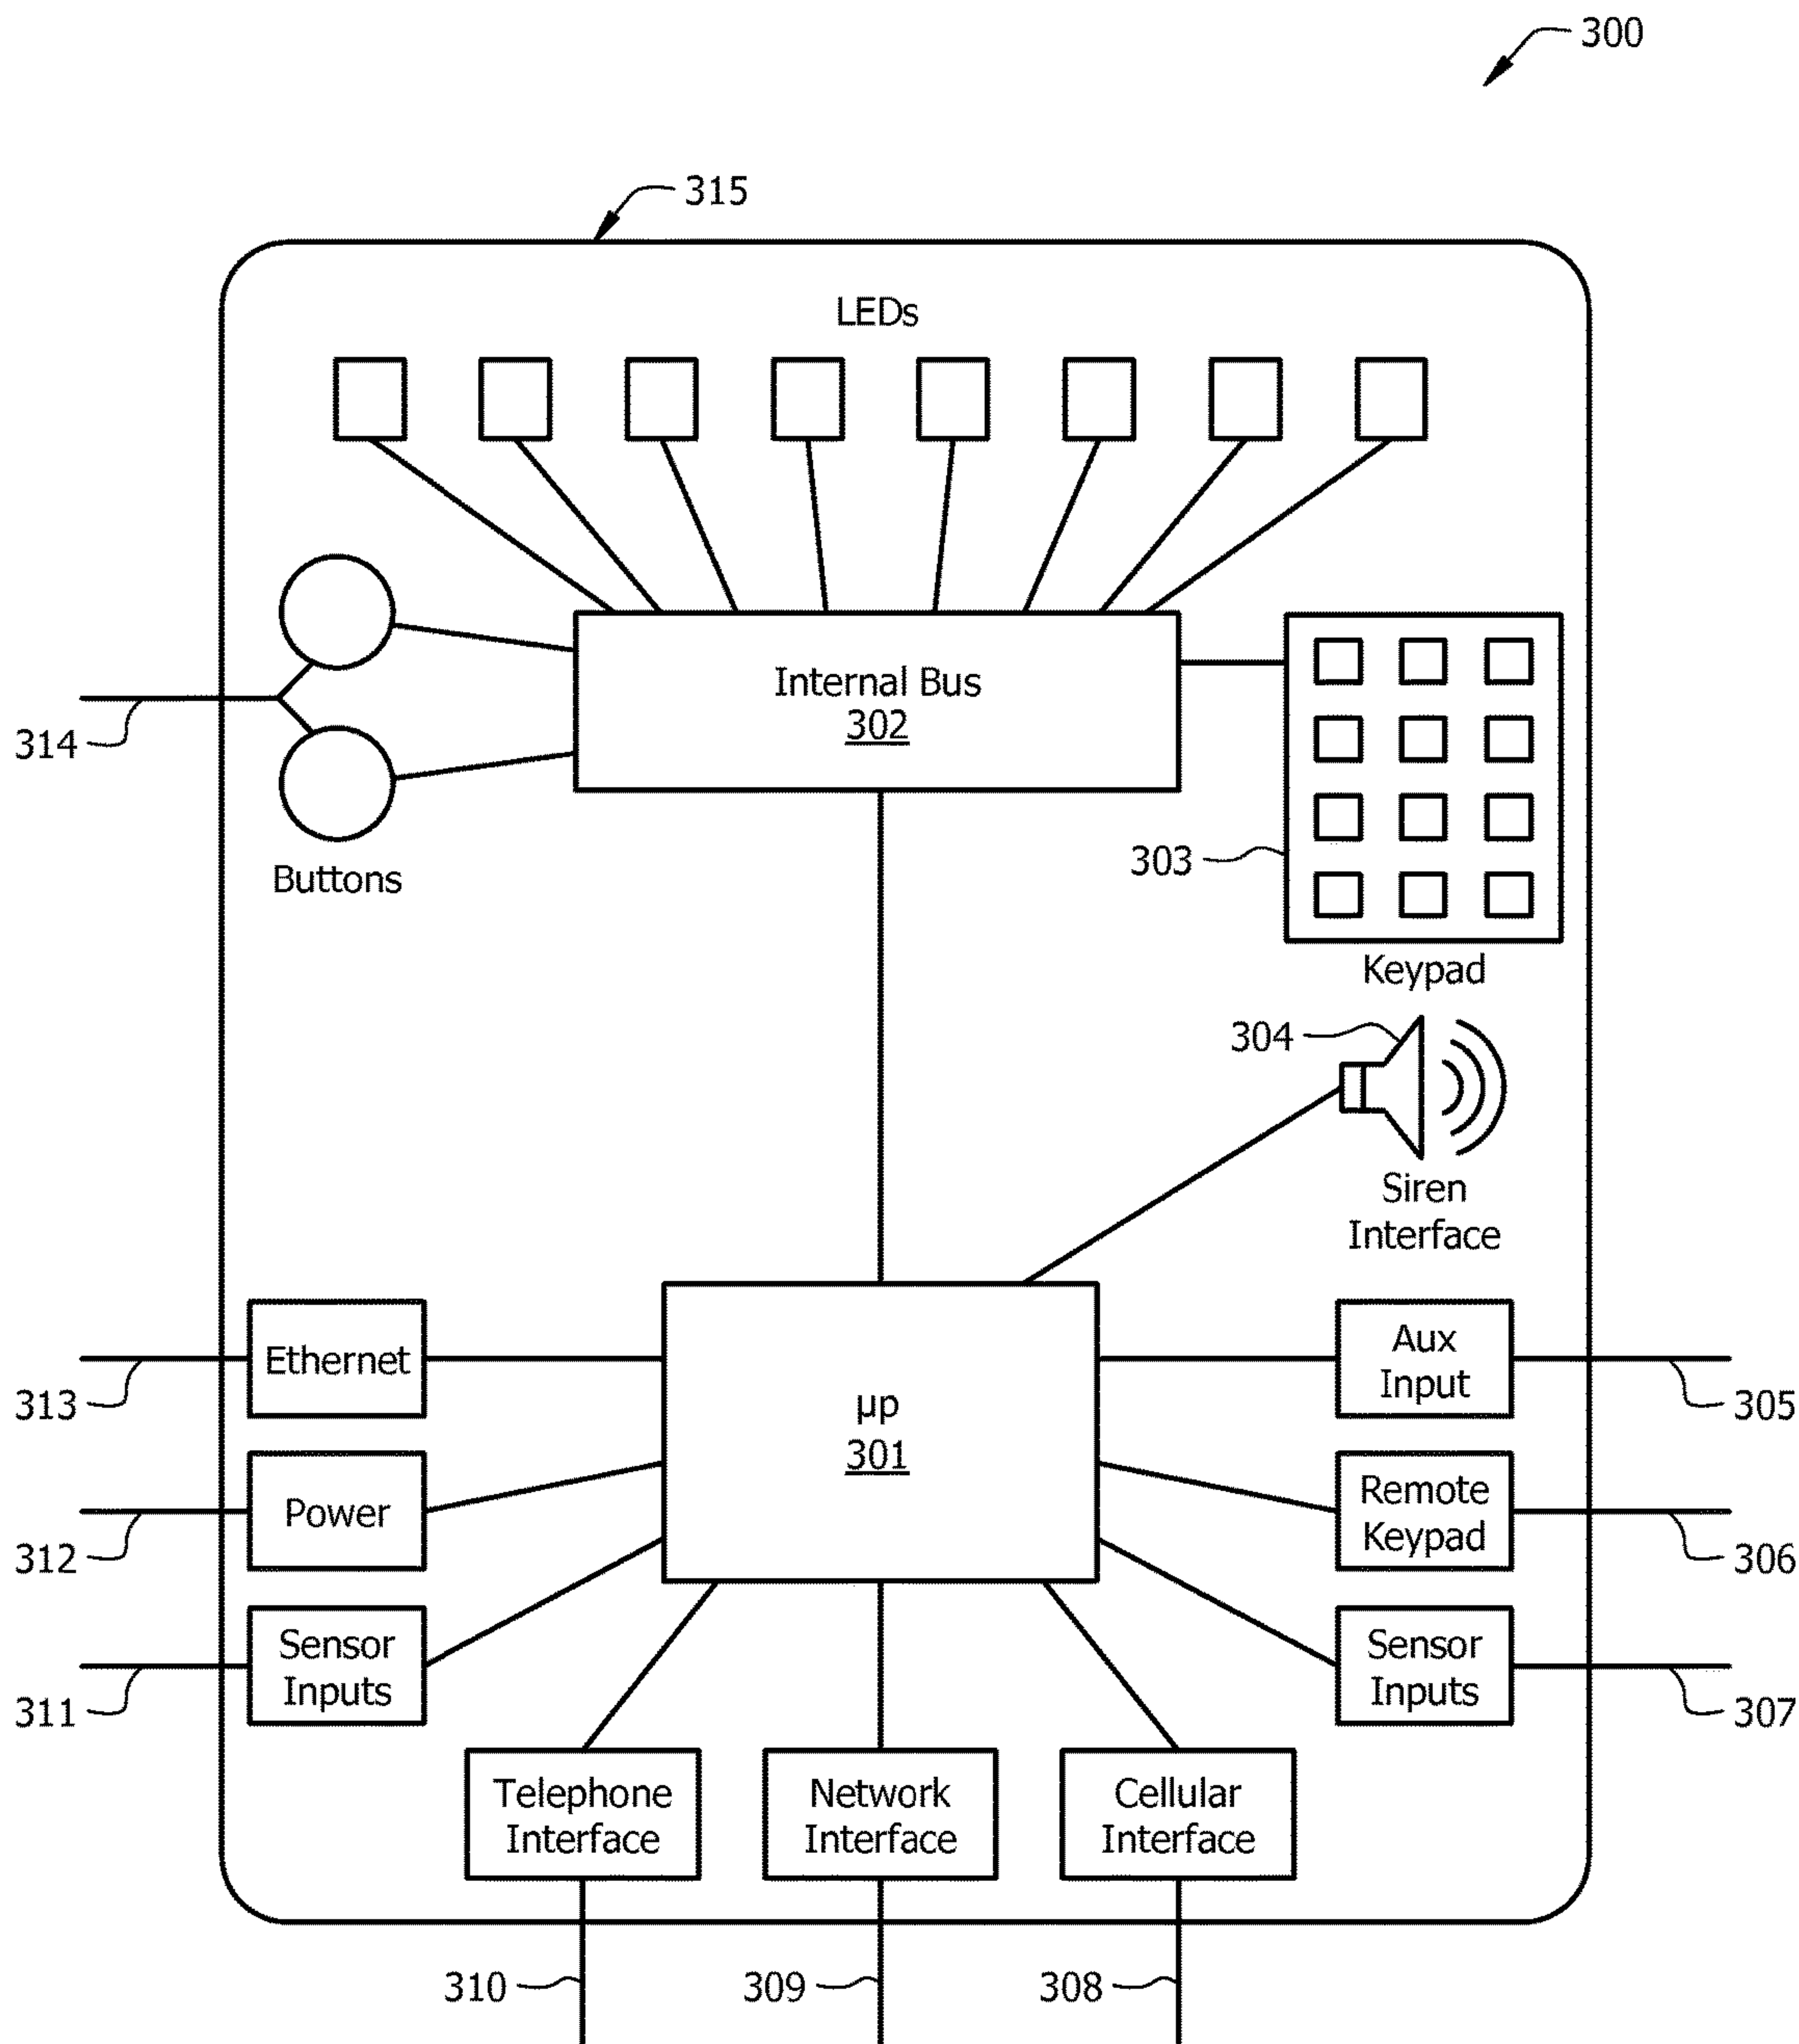 300
315
LEDs
Internal Bus
302
314
Buttons
303
Keypad
304
Siren
Interface
Ethernet
313
Power
312
Sensor
Inputs
311
µp
301
Aux
Input
305
Remote
Keypad
306
Sensor
Inputs
307
Telephone
Interface
Network
Interface
Cellular
Interface
310
309
308